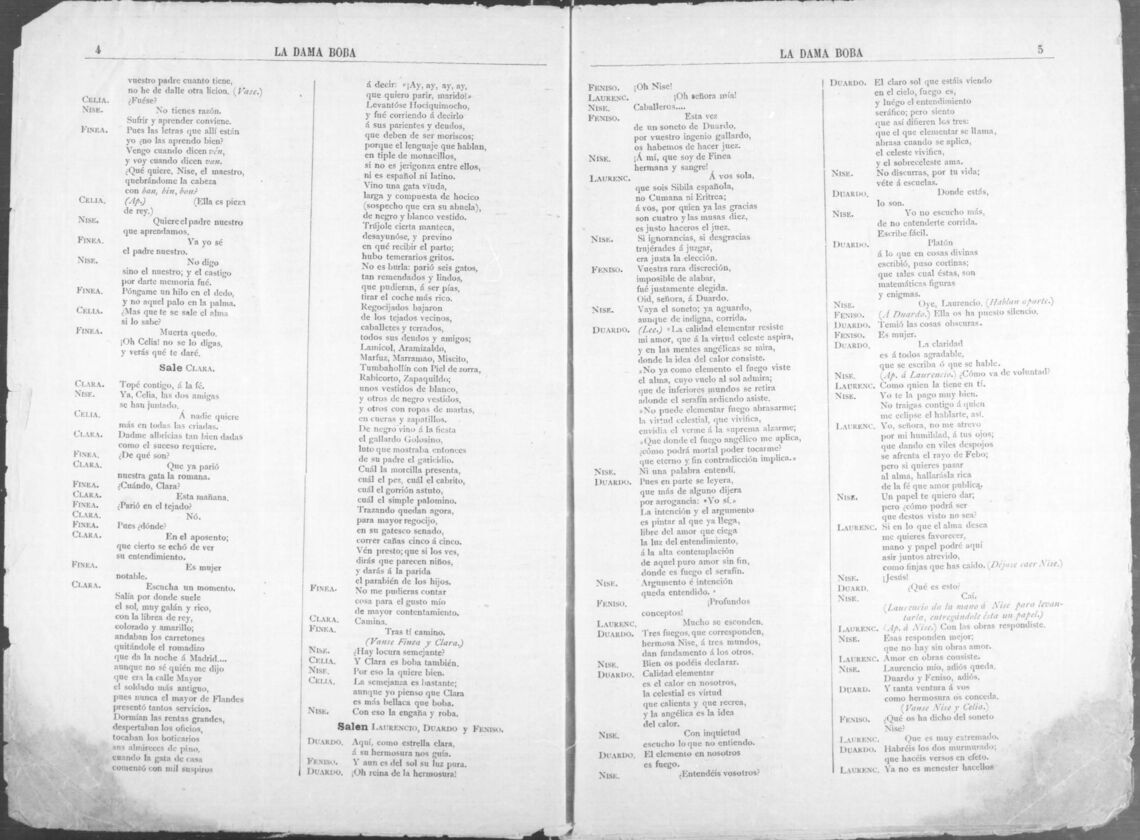 4
LA DAMA BOBA
vuestro padre cuanto tiene,
no he de dalle otra licion. (Vase.)
CELIA. ¿Fuése?
NISE. No tienes razón.
Sufrir y aprender conviene.
FINEA. Pues las letras que allí están
yo ¿no las aprendo bien?
Vengo cuando dicen ven,
y voy cuando dicen van.
¿Qué quiere, Nise, el maestro,
quebrándome la cabeza
con ban, bin, bon?
CELIA. (Ap.) (Ella es pieza
de rey.)
NISE. Quiere el padre nuestro
que aprendamos.
FINEA. Ya yo sé
el padre nuestro.
NISE. No digo
sino el nuestro; y el castigo
por darte memoria fué.
FINEA. Póngame un hilo en el dedo,
y no aquel palo en la palma.
CELIA. ¿Mas que te se sale el alma
si lo sabe?
FINEA. Muerta quedo.
¡Oh Celia! no se lo digas,
y verás qué te daré.
Sale CLARA.
CLARA. Topé contigo, á la fé.
NISE. Ya, Celia, las dos amigas
se han juntado.
CELIA. Á nadie quiere
más en todas las criadas.
CLARA. Dadme albricias tan bien dadas
como el suceso requiere.
FINEA. ¿De qué son?
CLARA. Que ya parió
nuestra gata la romana.
FINEA. ¿Cuándo, Clara?
CLARA. Esta mañana.
FINEA. ¿Parió en el tejado?
CLARA. Nó.
FINEA. Pues ¿dónde?
CLARA. En el aposento;
que cierto se echó de ver
su entendimiento.
FINEA. Es mujer
notable.
CLARA. Escucha un momento.
Salía por donde suele
el sol, muy galán y rico,
con la librea de rey,
colorado y amarillo;
andaban los carretones
quitándole el romadizo
que da la noche á Madrid....
aunque no sé quién me dijo
que era la calle Mayor
el soldado más antiguo,
pues nunca el mayor de Flandes
presentó tantos servicios.
Dormían las rentas grandes,
despertaban los oficios,
tocaban los boticarios
sus almireces de pino,
cuando la gata de casa
comentó con mil suspiros
á decir: «¡Ay, ay, ay, ay,
que quiero parir, marido!»
Levantóse Hociquimocho,
y fué corriendo á decirlo
á sus parientes y deudos,
que deben de ser moriscos;
porque el lenguaje que hablan,
en tiple de monacillos,
si no es jerigonza entre ellos,
ni es español ni latino.
Vino una gata viuda,
larga y compuesta de hocico
(sospecho que era su abuela),
de negro y blanco vestido.
Trújole cierta manteca,
desayunóse, y previno
en qué recibir el parto;
hubo temerarios gritos.
No es burla: parió seis gatos,
tan remendados y lindos,
que pudieran, á ser pías,
tirar el coche más rico.
Regocijados bajaron
de los tejados vecinos,
caballetes y terrados,
todos sus deudos y amigos;
Lamicol, Aramizaldo,
Marfuz, Marramao, Miscito,
Tumbahollín con Piel de zorra,
Rabicorto, Zapaquildo;
unos vestidos de blanco,
y otros de negro vestidos,
y otros con ropas de martas,
en cueras y zapatillos.
De negro vino á la fiesta
el gallardo Golosino,
luto que mostraba entonces
de su padre el gaticidio.
Cuál la morcilla presenta,
cuál el pez, cuál el cabrito,
cuál el gorrión astuto,
cuál el simple palomino.
Trazando quedan agora,
para mayor regocijo,
en su gatesco senado,
correr cañas cinco á cinco.
Vén presto; que si los ves,
dirás que parecen niños,
y darás á la parida
el parabién de los hijos.
FINEA. No me pudieras contar
cosa para el gusto mío
de mayor contentamiento.
CLARA. Camina.
FINEA. Tras ti camino.
(Vanse Finea y Clara.)
NISE. ¿Hay locura semejante?
CELIA. Y Clara es boba también.
NISE. Por eso la quiere bien.
CELIA. La semejanza es bastante;
aunque yo pienso que Clara
es más bellaca que boba.
NISE. Con eso la engaña y roba.
Salen LAURENCIO, DUARDO Y FENISO.
DUARDO. Aquí, como estrella clara,
á su hermosura nos guía.
FENISO. Y aun es del sol su luz pura.
DUARDO. ¡Oh reina de la hermosura!
LA DAMA BOBA
5
FENISO. ¡Oh Nise!
LAURENC. ¡Oh señora mía!
NISE. Caballeros....
FENISO. Esta vez
de un soneto de Duardo,
por vuestro ingenio gallardo,
os habemos de hacer juez.
NISE. ¡A mí, que soy de Finea
hermana y sangre!
LAURENC. Á vos sola,
que sois Sibila española,
no Cumana ni Eritrea;
á vos, por quien ya las gracias
son cuatro y las musas diez,
es justo haceros el juez.
NISE. Si ignorancias, si desgracias
trujérades á juzgar,
era justa la elección.
FENISO. Vuestra rara discreción,
imposible de alabar,
fué justamente elegida.
Oid, señora, á Duardo.
NISE. Vaya el soneto; ya aguardo,
aunque de indigna, corrida.
DUARDO. (Lee.) «La calidad elementar resiste
mi amor, que á la virtud celeste aspira,
y en las mentes angélicas se mira,
donde la idea del calor consiste.
«No ya como elemento el fuego viste
el alma, cuyo vuelo al sol admira;
que de inferiores mundos se retira
adonde el serafín ardiendo asiste.
»No puede elementar fuego abrasarme;
la virtud celestial, que vivifica,
envidia el verme á la suprema alzarme;
»Que donde el fuego angélico me aplica,
¿cómo podrá mortal poder tocarme?
que eterno y fin contradicción implica.»
NISE. Ni una palabra entendí.
DUARDO. Pues en parte se leyera,
que más de alguno dijera
por arrogancia: «Yo sí.»
La intención y el argumento
es pintar al que ya llega,
libre del amor que ciega
la luz del entendimiento,
á la alta contemplación
de aquel puro amor sin fin,
donde es fuego el serafín.
NISE. Argumento é intención
queda entendido.
FENISO. ¡Profundos
conceptos!
LAURENC. Mucho se esconden.
DUARDO. Tres fuegos, que corresponden,
hermosa Nise, á tres mundos,
dan fundamento á los otros.
NISE. Bien os podéis declarar.
DUARDO. Calidad elementar
es el calor en nosotros,
la celestial es virtud
que calienta y que recrea,
y la angélica es la idea
del calor.
NISE. Con inquietud
escucho lo que no entiendo.
DUARDO. El elemento en nosotros
es fuego.
NISE. ¿Entendéis vosotros?
DUARDO. El claro sol que estáis viendo
en el cielo, fuego es,
y luégo el entendimiento
seráfico; pero siento
que así difieren los tres:
que el que elementar se llama,
abrasa cuando se aplica,
el celeste vivifica,
y el sobreceleste ama.
NISE. No discurras, por tu vida;
véte á escuelas.
DUARDO. Donde estás,
lo son.
NISE. Yo no escucho más,
de no entenderte corrida.
Escribe fácil.
DUARDO. Platón
á lo que en cosas divinas
escribió, puso cortinas;
que tales cual éstas, son
matemáticas figuras
y enigmas.
NISE. Oye, Laurencio. (Hablan aparte.)
FENISO. (Á Duardo.) Ella os ha puesto silencio.
DUARDO. Temió las cosas obscuras.
FENISO. Es mujer.
DUARDO. La claridad
es á todos agradable,
que se escriba ó que se hable.
NISE. (Ap. á Laurencio.) ¿Cómo va de voluntad?
LAURENC. Como quien la tiene en tí.
NISE. Yo te la pago muy bien.
No traigas contigo á quien
me eclipse el hablarte, así.
LAURENC. Yo, señora, no me atrevo
por mi humildad, á tus ojos;
que dando en viles despojos
se afrenta el rayo de Febo;
pero si quieres pasar
al alma, hallarásla rica
de la fé que amor publica.
NISE. Un papel te quiero dar;
pero ¿cómo podrá ser
que destos visto no sea?
LAURENC. Si en lo que el alma desea
me quieres favorecer,
mano y papel podré aquí
asir juntos atrevido,
como finjas que has caido. (Déjase caer Nise.)
NISE. ¡Jesús!
DUARD. ¿Qué es esto?
NISE. Caí.
(Laurencio da la mano á Nise para levan-
tarla, entregándole ésta un papel.)
LAURENC. (Ap. á Nise.) Con las obras respondiste.
NISE. Esas responden mejor;
que no hay sin obras amor.
LAURENC. Amor en obras consiste.
NISE. Laurencio mío, adiós queda.
Duardo y Feniso, adiós,
DUARD. Y tanta ventura á vos
como hermosura os conceda.
(Vanse Nise y Celia.)
FENISO. ¿Qué os ha dicho del soneto
Nise?
LAURENC. Que es muy extremado.
DUARDO. Habréis los dos murmurado;
que hacéis versos en efeto.
LAURENC. Ya no es menester hacellos